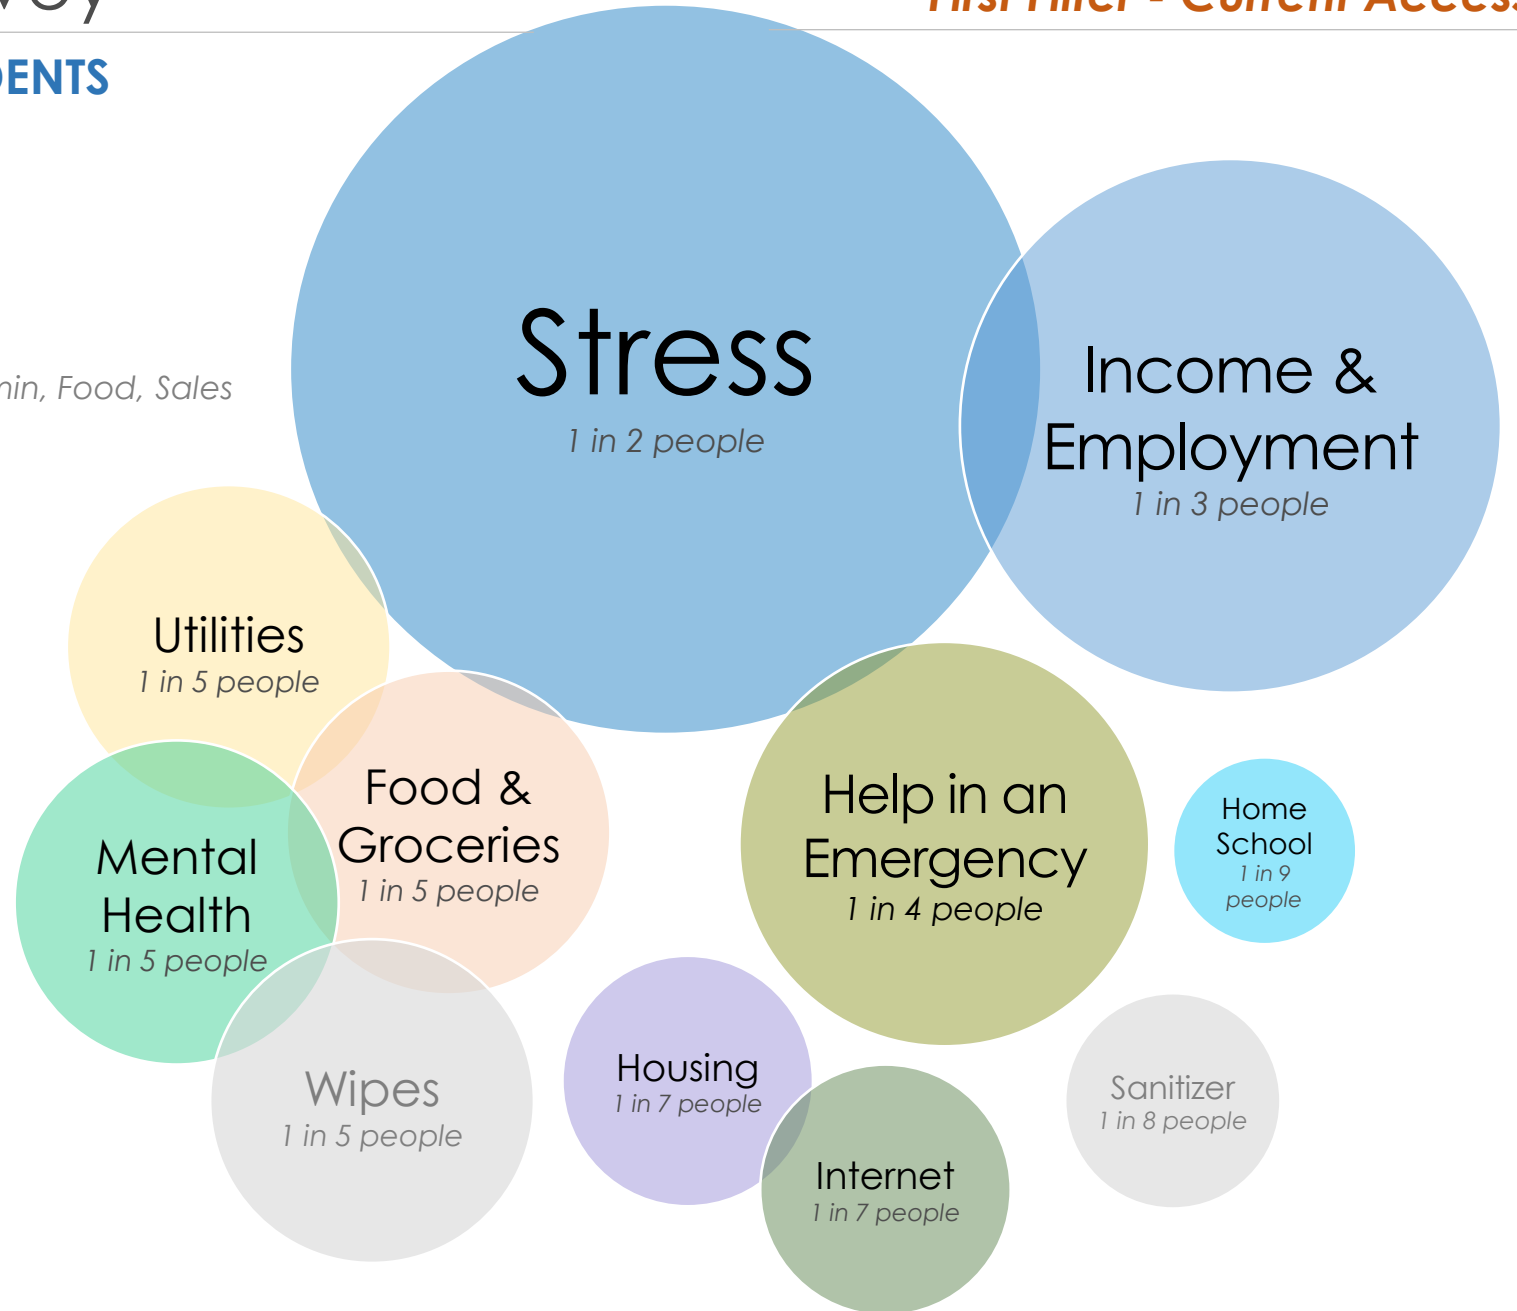 DENTS
Stress
1 in 2 people
Income &
Employment
1 in 3 people
Food, Sales
Utilities
1 in 5 people
Food &
Groceries
1 in 5 people
Mental
Health
1 in 5 people
Help in an
Emergency
1 in 4 people
Home
School
1 in 9
people
Wipes
1 in 5 people
Housing
1 in 7 people
Internet
1 in 7 people
Sanitizer
1 in 8 people